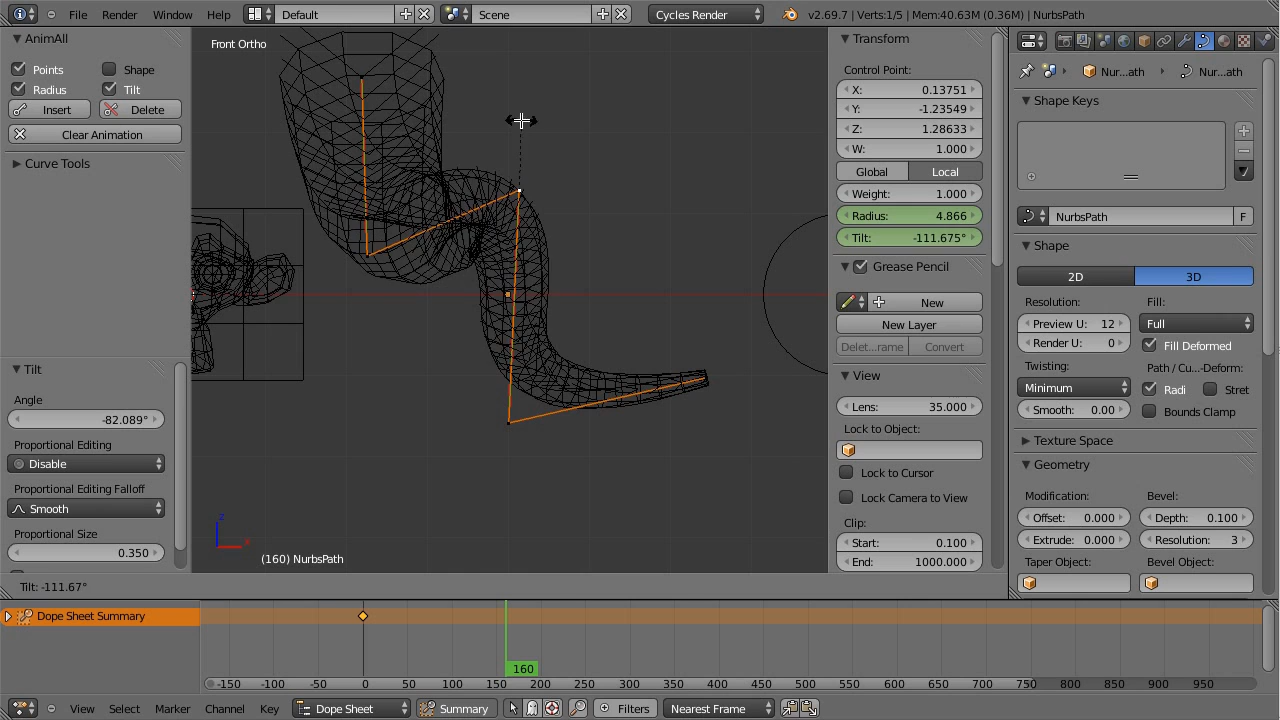 File Render Window Help Default Scene Cycles Render v2.69.7 | Verts:1/5 | Mem:40.63M (0.36M) | NurbsPath
AnimAll
Points Shape
Radius Tilt
Insert Delete
Clear Animation
Curve Tools
Tilt
Angle
-82.089°
Proportional Editing
Disable
Proportional Editing Falloff
Smooth
Proportional Size
0.350
Front Ortho
z
(160) NurbsPath
Transform
Control Point:
X: 0.13751
Y: -1.23549
Z: 1.28633
W: 1.000
Global Local
Weight: 1.000
Radius: 4.866
Tilt: -111.675°
Grease Pencil
New
New Layer
Delet...rame Convert
View
Lens: 35.000
Lock to Object:
Lock to Cursor
Lock Camera to View
Clip:
Start: 0.100
End: 1000.000
Nur...ath Nur...ath
Shape Keys
NurbsPath F
Shape
2D 3D
Resolution: Fill:
Preview U: 12 Full
Render U: 0 Fill Deformed
Twisting: Path / Cu...-Deform:
Minimum Radi Stret
Smooth: 0.00 Bounds Clamp
Texture Space
Geometry
Modification: Bevel:
Offset: 0.000 Depth: 0.100
Extrude: 0.000 Resolution: 3
Taper Object: Bevel Object:
Tilt: -111.67°
Dope Sheet Summary
160
-150 -100 -50 0 50 100 150 200 250 300 350 400 450 500 550 600 650 700 750 800 850 900 950
View Select Marker Channel Key Dope Sheet Summary Filters Nearest Frame